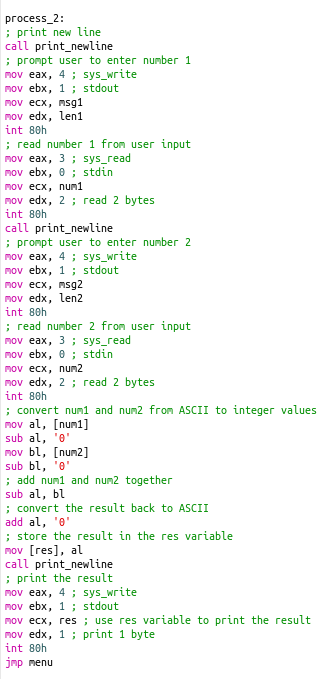 process_2:
; print new line
call print_newline
; prompt user to enter number 1
mov eax, 4 ; sys_write
mov ebx, 1 ; stdout
mov ecx, msg1
mov edx, len1
int 80h
; read number 1 from user input
mov eax, 3 ; sys_read
mov ebx, 0 ; stdin
mov ecx, num1
mov edx, 2 ; read 2 bytes
int 80h
call print_newline
; prompt user to enter number 2
mov eax, 4 ; sys_write
mov ebx, 1 ; stdout
mov ecx, msg2
mov edx, len2
int 80h
; read number 2 from user input
mov eax, 3 ; sys_read
mov ebx, 0 ; stdin
mov ecx, num2
mov edx, 2 ; read 2 bytes
int 80h
; convert num1 and num2 from ASCII to integer values
mov al, [num1]
sub al, '0'
mov bl, [num2]
sub bl, '0'
; add num1 and num2 together
sub al, bl
; convert the result back to ASCII
add al, '0'
; store the result in the res variable
mov [res], al
call print_newline
; print the result
mov eax, 4 ; sys_write
mov ebx, 1 ; stdout
mov ecx, res ; use res variable to print the result
mov edx, 1 ; print 1 byte
int 80h
jmp menu